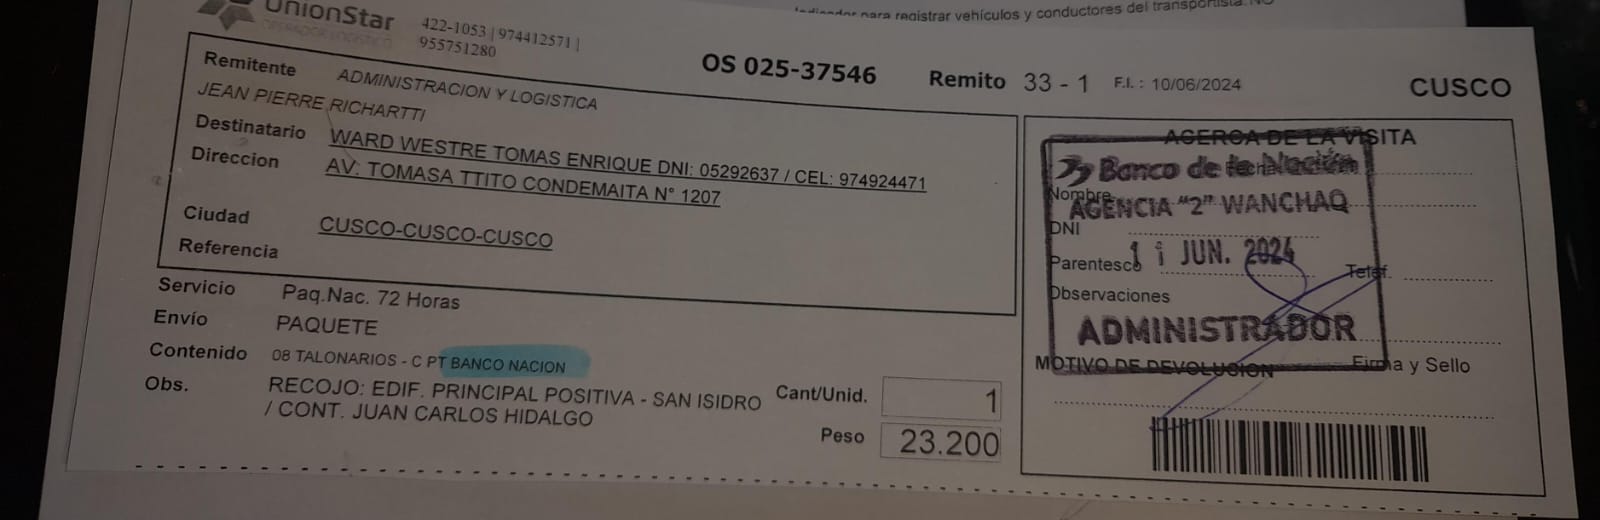 Indicador para registrar vehículos y conductores del transportista: NO
UnionStar
OPERADOR LOGISTICO
422-1053 | 974412571 |
955751280
OS 025-37546 Remito 33 - 1 F.I. : 10/06/2024 CUSCO
Remitente ADMINISTRACION Y LOGISTICA
JEAN PIERRE RICHARTTI
Destinatario WARD WESTRE TOMAS ENRIQUE DNI: 05292637 / CEL: 974924471
Direccion AV: TOMASA TTITO CONDEMAITA N° 1207
Ciudad CUSCO-CUSCO-CUSCO
Referencia
Servicio Paq.Nac. 72 Horas
Envío PAQUETE
Contenido 08 TALONARIOS - C PT BANCO NACION
Obs. RECOJO: EDIF. PRINCIPAL POSITIVA - SAN ISIDRO
/ CONT. JUAN CARLOS HIDALGO
Cant/Unid. 1
Peso 23.200
ACERCA DE LA VISITA
Banco de la Nación
Nombre
AGENCIA "2" WANCHAQ
DNI
11 JUN. 2024
Parentesco Telef.
Observaciones
ADMINISTRADOR
MOTIVO DE DEVOLUCION Firma y Sello